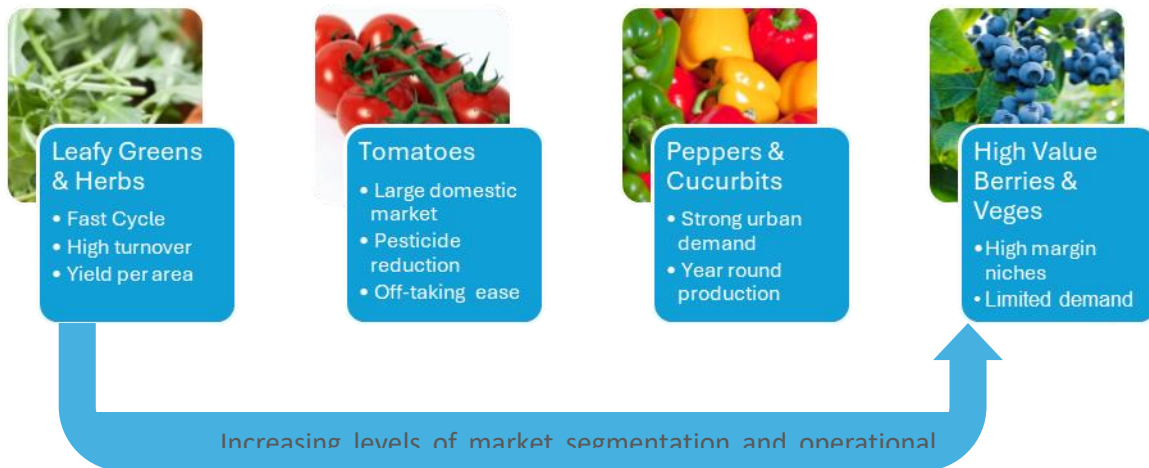 Leafy Greens
& Herbs
• Fast Cycle
• High turnover
• Yield per area
Tomatoes
• Large domestic
market
• Pesticide
reduction
• Off-taking ease
Peppers &
Cucurbits
• Strong urban
demand
• Year round
production
High Value
Berries &
Veges
• High margin
niches
• Limited demand
Increasing levels of market segmentation and operational